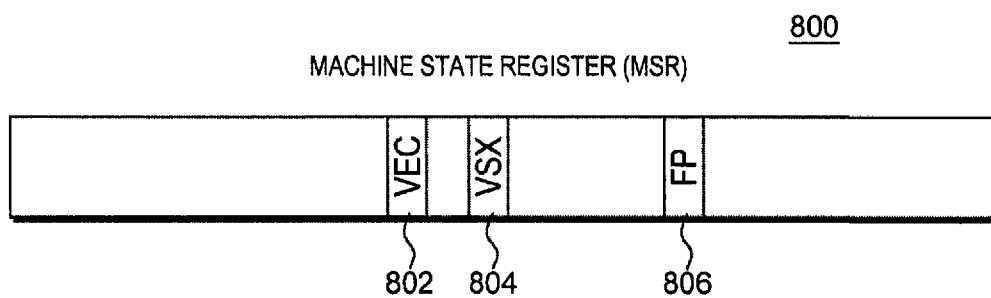 800
MACHINE STATE REGISTER (MSR)
VEC
VSX
FP
802
804
806